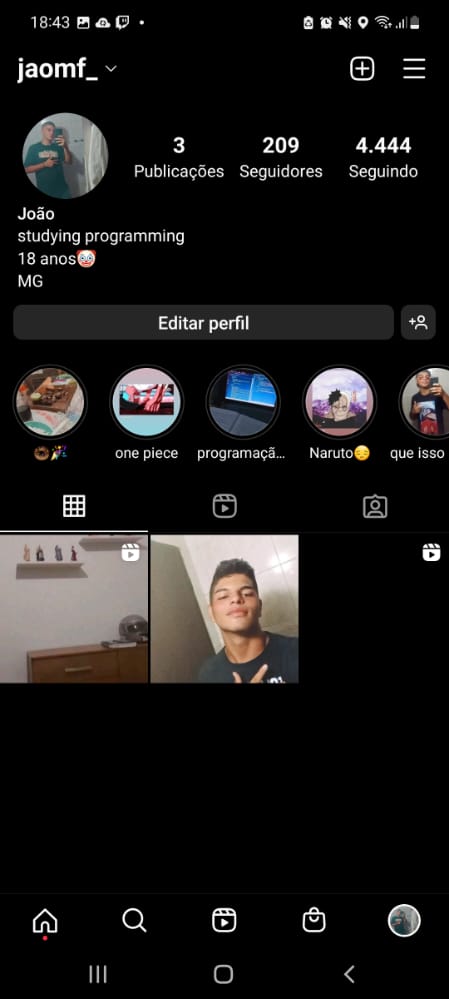 18:43
jaomf_
3 209 4.444
Publicações Seguidores Seguindo
João
studying programming
18 anos🤡
MG
Editar perfil
🍩🎉 one piece programaçã... Naruto😔 que isso